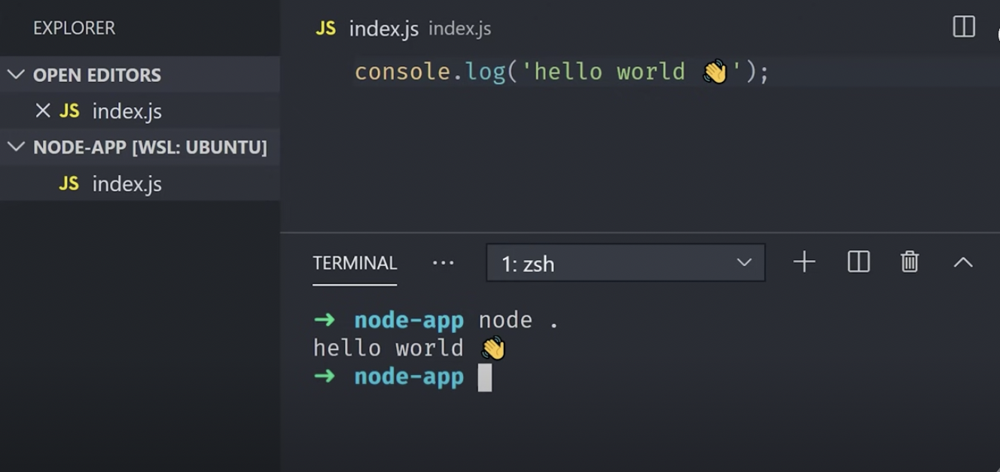 EXPLORER
OPEN EDITORS
JS index.js
NODE-APP [WSL: UBUNTU]
JS index.js
JS index.js index.js
console.log('hello world 👋');
TERMINAL ··· 1: zsh
➜ node-app node .
hello world 👋
➜ node-app